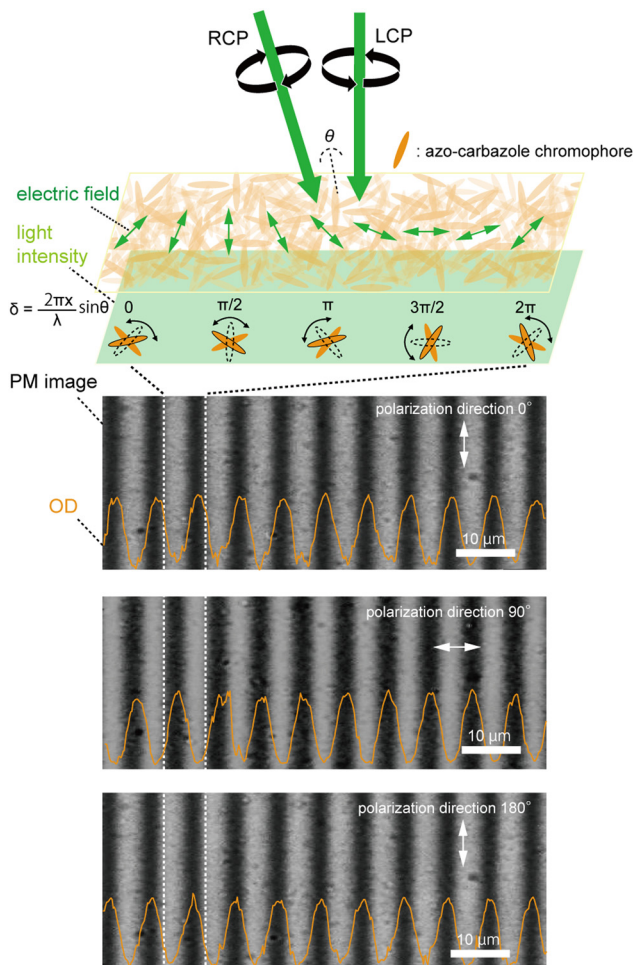 RCP
LCP
θ
: azo-carbazole chromophore
electric field
light
intensity
δ = 2πx/λ sinθ
0
π/2
π
3π/2
2π
PM image
polarization direction 0°
OD
10 μm
polarization direction 90°
10 μm
polarization direction 180°
10 μm